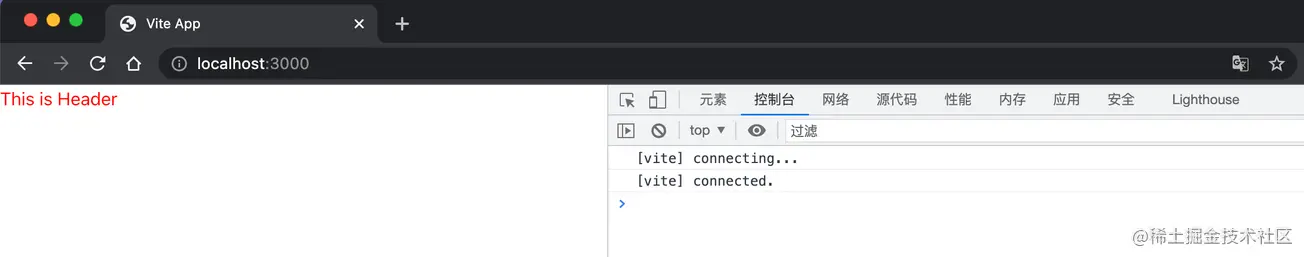 Vite App
localhost:3000
This is Header
元素 控制台 网络 源代码 性能 内存 应用 安全 Lighthouse
top 过滤
[vite] connecting...
[vite] connected.
@稀土掘金技术社区